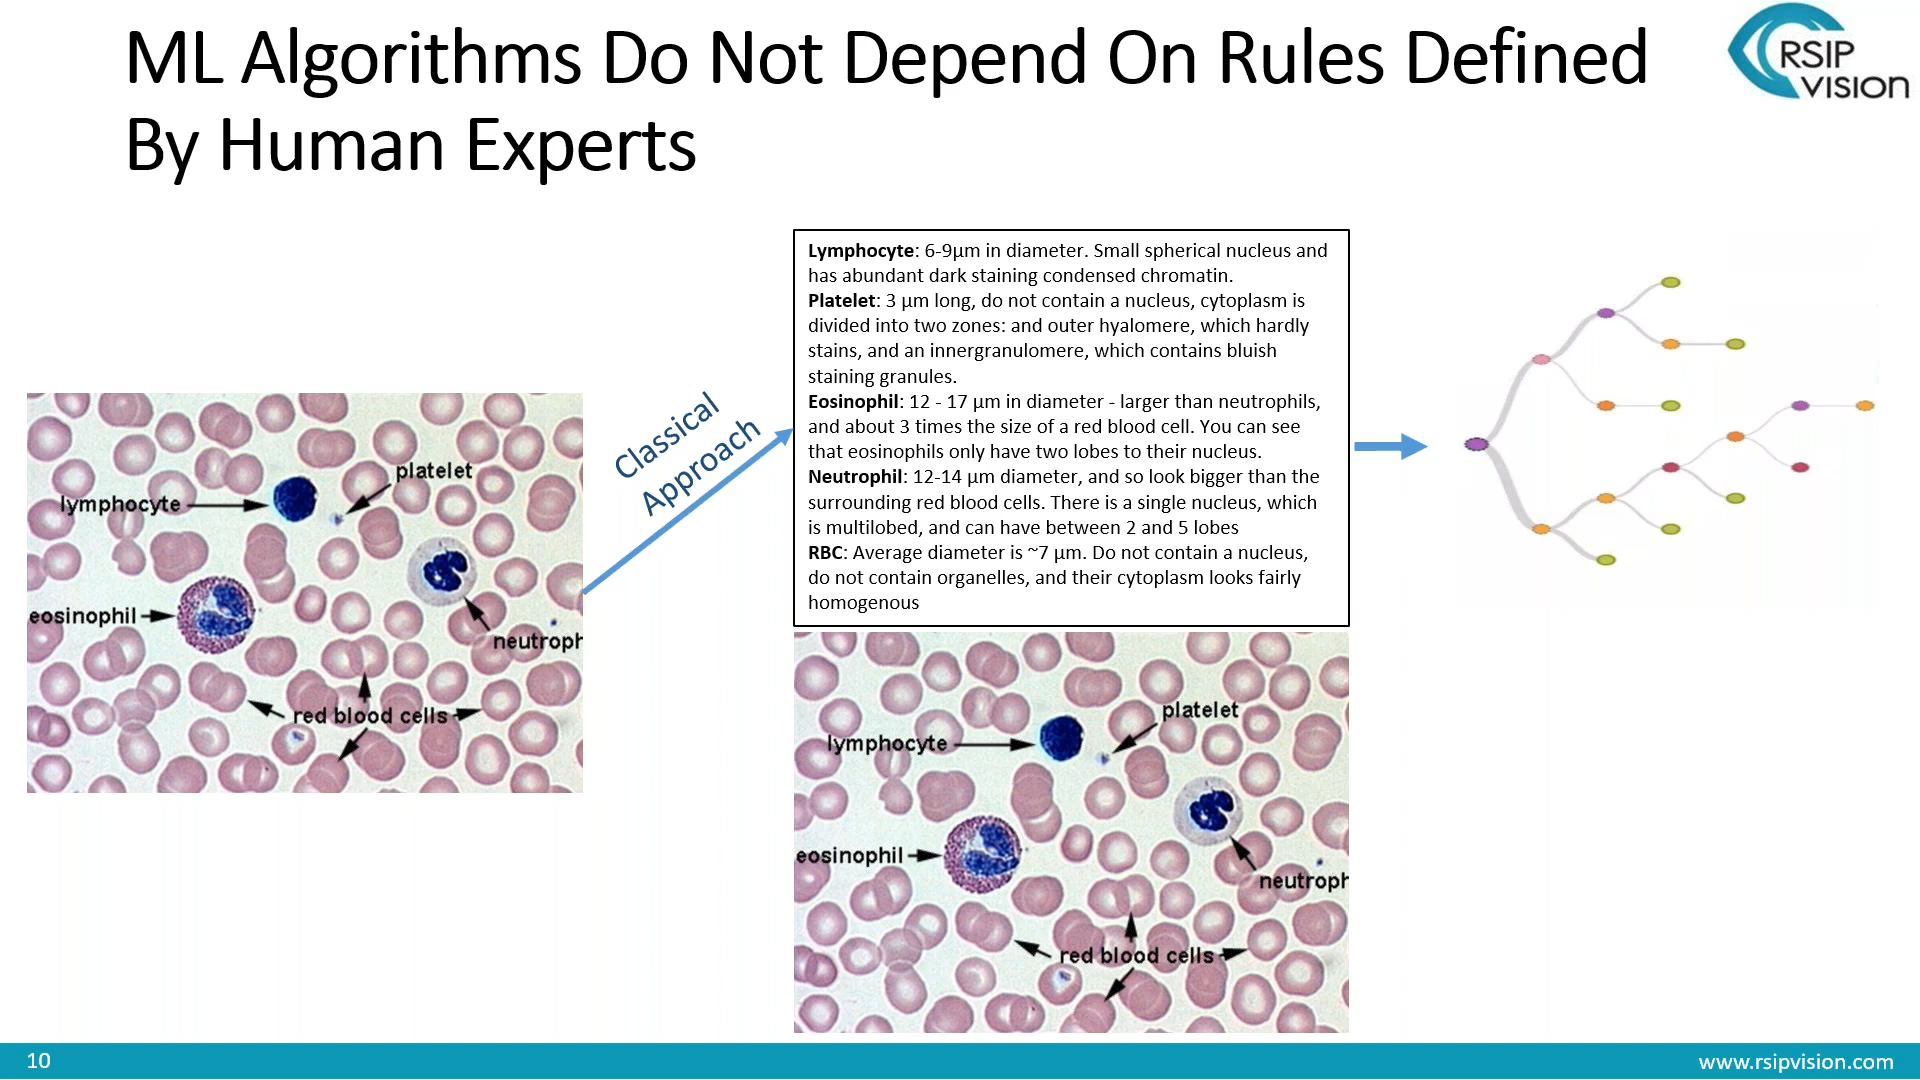 ML Algorithms Do Not Depend On Rules Defined
By Human Experts
RSIP
VISION
Lymphocyte: 6-9μm in diameter. Small spherical nucleus and
has abundant dark staining condensed chromatin.
Platelet: 3 μm long, do not contain a nucleus, cytoplasm is
divided into two zones: and outer hyalomere, which hardly
stains, and an innergranulomere, which contains bluish
staining granules.
Eosinophil: 12 - 17 μm in diameter - larger than neutrophils,
and about 3 times the size of a red blood cell. You can see
that eosinophils only have two lobes to their nucleus.
Neutrophil: 12-14 μm diameter, and so look bigger than the
surrounding red blood cells. There is a single nucleus, which
is multilobed, and can have between 2 and 5 lobes
RBC: Average diameter is ~7 μm. Do not contain a nucleus,
do not contain organelles, and their cytoplasm looks fairly
homogenous
Classical
Approach
platelet
lymphocyte
eosinophil
neutroph
red blood cells
platelet
lymphocyte
eosinophil
neutroph
red blood cells
10
www.rsipvision.com